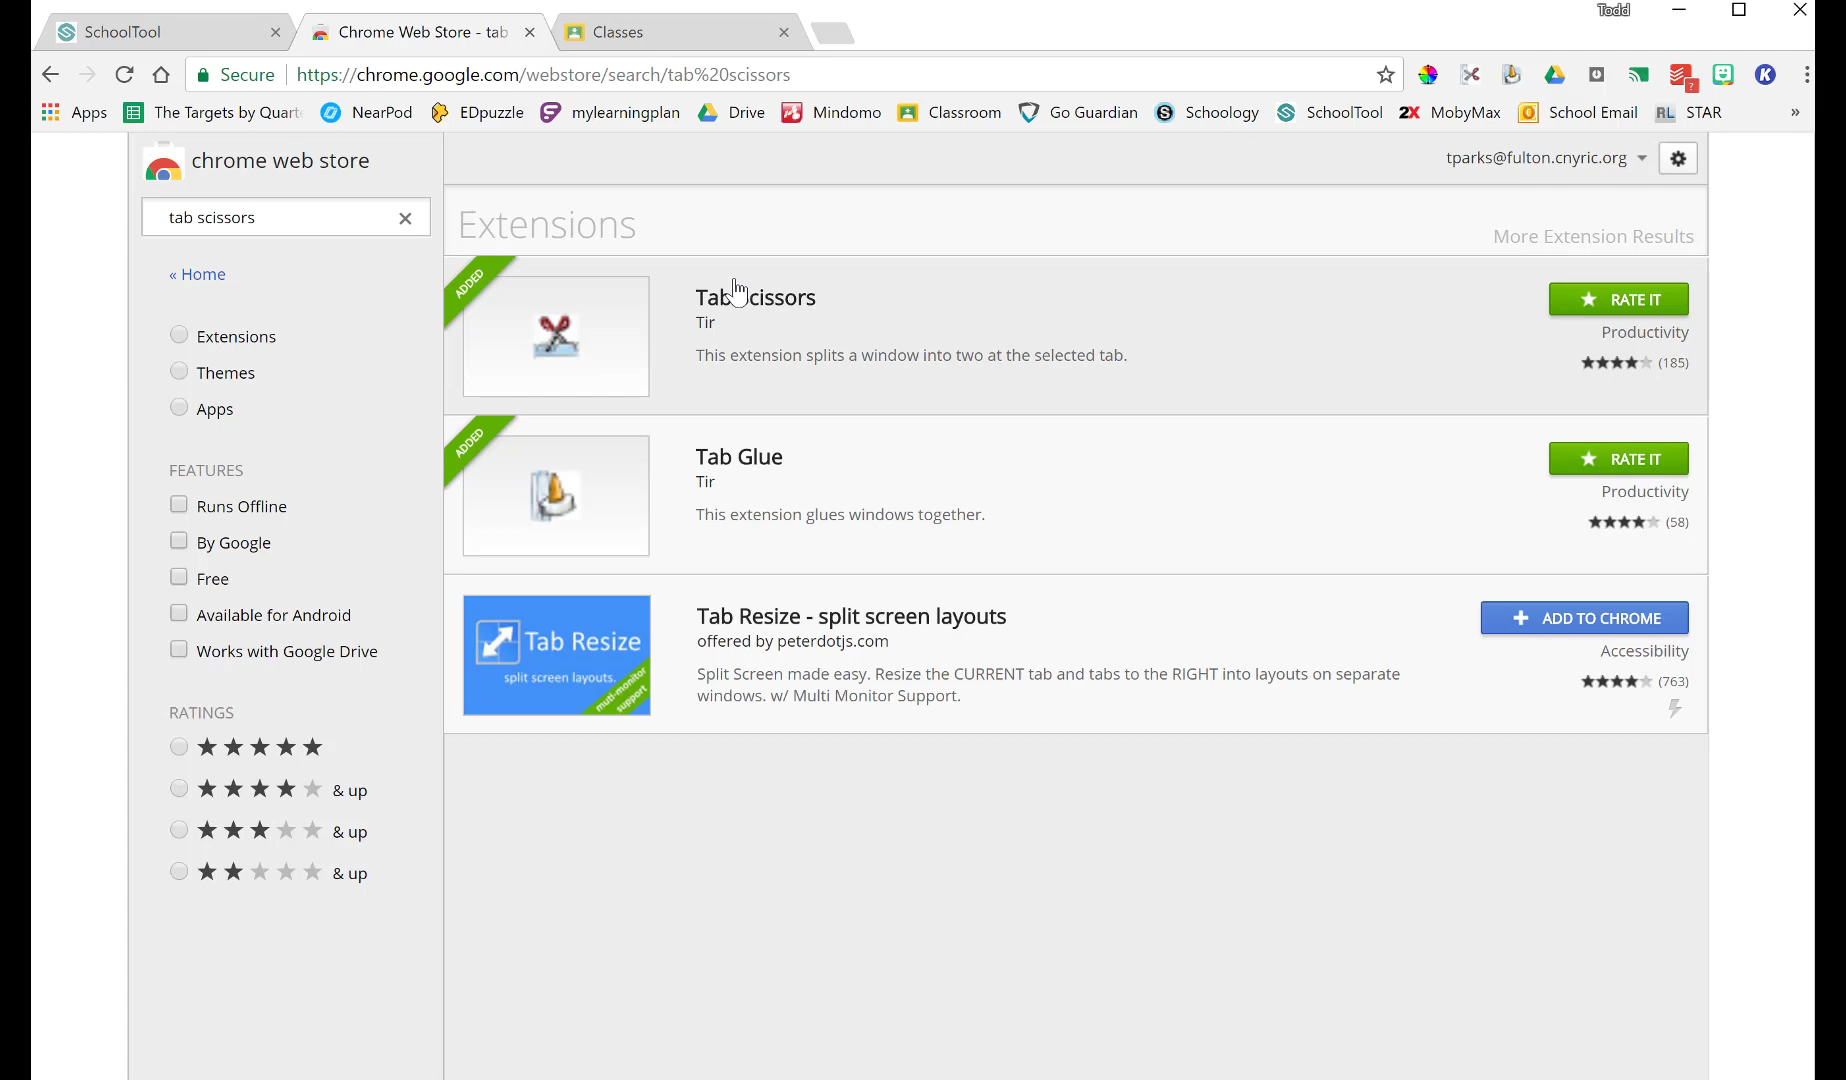 Todd
SchoolTool
Chrome Web Store - tab
Classes
Secure
https://chrome.google.com/webstore/search/tab%20scissors
Apps
The Targets by Quart
NearPod
EDpuzzle
mylearningplan
Drive
Mindomo
Classroom
Go Guardian
Schoology
SchoolTool
2X MobyMax
School Email
RL STAR
»
chrome web store
tparks@fulton.cnyric.org
tab scissors
Extensions
More Extension Results
« Home
Extensions
Themes
Apps
FEATURES
Runs Offline
By Google
Free
Available for Android
Works with Google Drive
RATINGS
& up
& up
& up
ADDED
Tab Scissors
Tir
This extension splits a window into two at the selected tab.
RATE IT
Productivity
(185)
ADDED
Tab Glue
Tir
This extension glues windows together.
RATE IT
Productivity
(58)
Tab Resize
split screen layouts.
muti-monitor
support
Tab Resize - split screen layouts
offered by peterdotjs.com
Split Screen made easy. Resize the CURRENT tab and tabs to the RIGHT into layouts on separate
windows. w/ Multi Monitor Support.
ADD TO CHROME
Accessibility
(763)